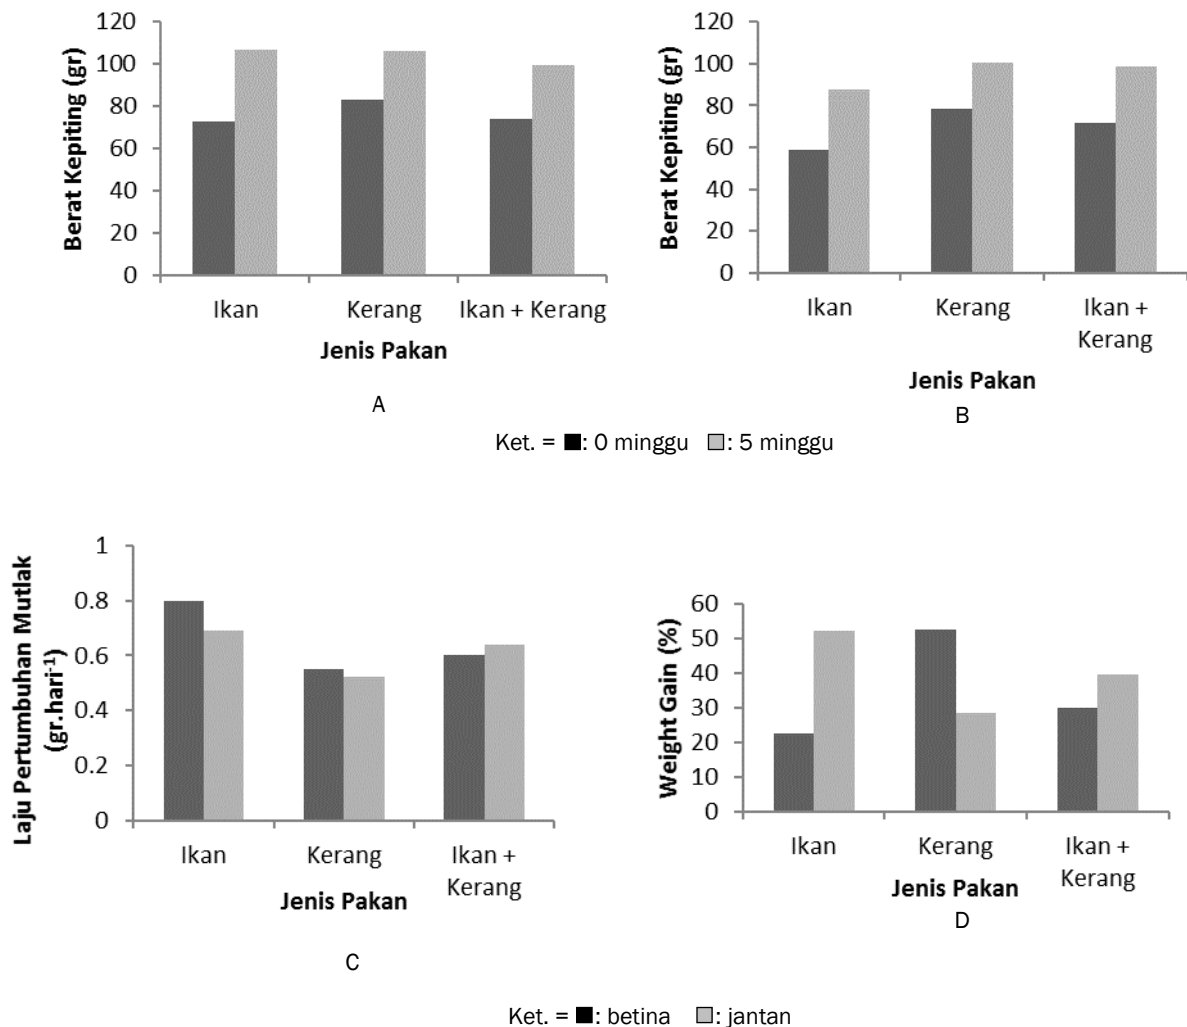 120
100
80
60
40
20
0
Berat Kepiting (gr)
Ikan Kerang Ikan + Kerang
Jenis Pakan
A
120
100
80
60
40
20
0
Berat Kepiting (gr)
Ikan Kerang Ikan +
Kerang
Jenis Pakan
B
Ket. = ■: 0 minggu □: 5 minggu
1
0.8
0.6
0.4
0.2
0
Laju Pertumbuhan Mutlak
(gr.hari⁻¹)
Ikan Kerang Ikan +
Kerang
Jenis Pakan
C
60
50
40
30
20
10
0
Weight Gain (%)
Ikan Kerang Ikan +
Kerang
Jenis Pakan
D
Ket. = ■: betina □: jantan